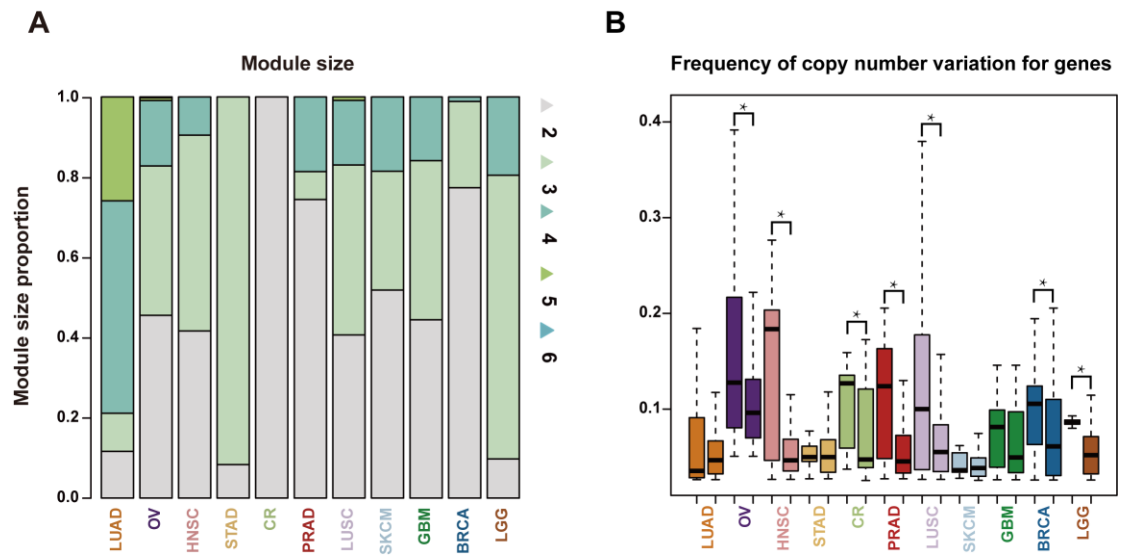 A
Module size
Module size proportion
1.0
0.8
0.6
0.4
0.2
0.0
LUAD
OV
HNSC
STAD
CR
PRAD
LUSC
SKCM
GBM
BRCA
LGG
2
3
4
5
6
B
Frequency of copy number variation for genes
0.4
0.3
0.2
0.1
*
*
*
*
*
*
*
LUAD
OV
HNSC
STAD
CR
PRAD
LUSC
SKCM
GBM
BRCA
LGG